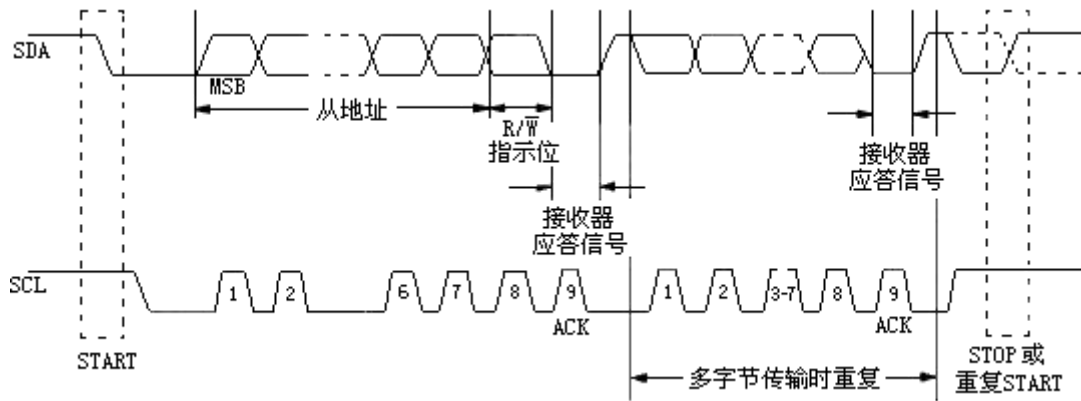 SDA
MSB
从地址
R/W̅
指示位
接收器
应答信号
接收器
应答信号
SCL
1
2
6
7
8
9
1
2
3-7
8
9
ACK
ACK
START
多字节传输时重复
STOP 或
重复START